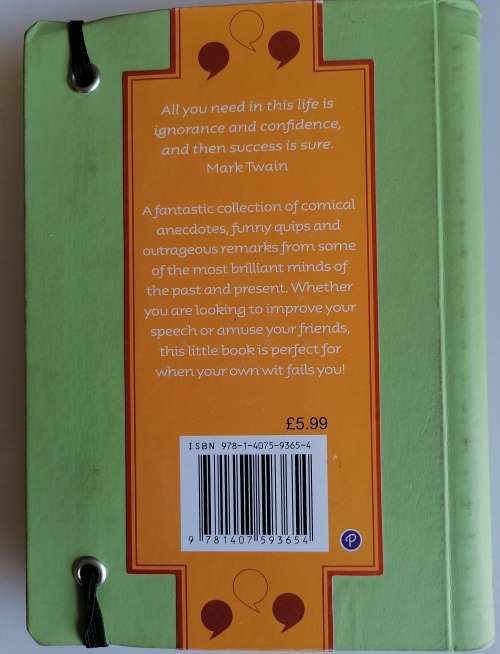 All you need in this life is
ignorance and confidence,
and then success is sure.
Mark Twain
A fantastic collection of comical
anecdotes, funny quips and
outrageous remarks from some
of the most brilliant minds of
the past and present. Whether
you are looking to improve your
speech or amuse your friends,
this little book is perfect for
when your own wit fails you!
£5.99
ISBN 978-1-4075-9365-4
9 781407 593654
P